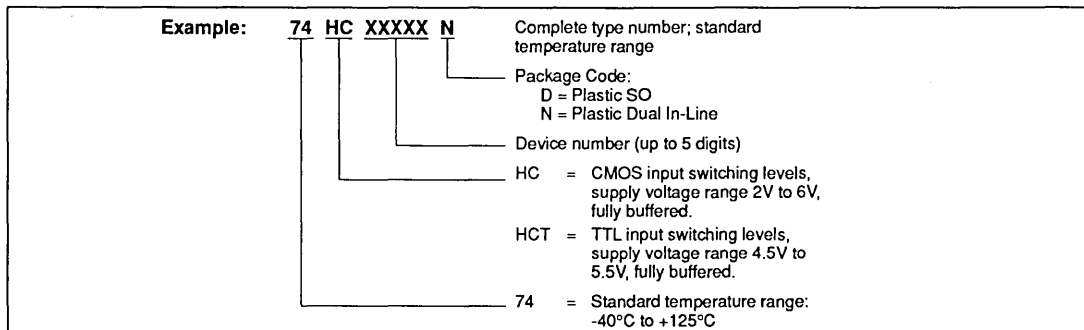 Example: 74 HC XXXXX N Complete type number; standard
temperature range
Package Code:
D = Plastic SO
N = Plastic Dual In-Line
Device number (up to 5 digits)
HC = CMOS input switching levels,
supply voltage range 2V to 6V,
fully buffered.
HCT = TTL input switching levels,
supply voltage range 4.5V to
5.5V, fully buffered.
74 = Standard temperature range:
-40°C to +125°C